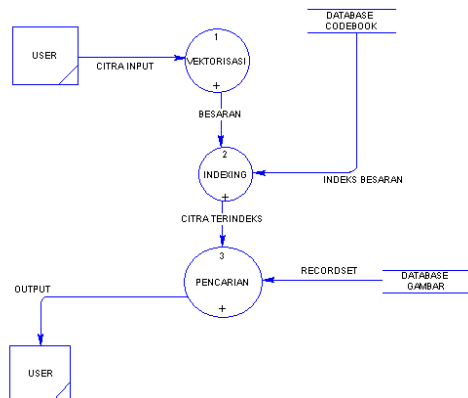 DATABASE
CODEBOOK
1
USER
VEKTORISASI
CITRA INPUT
+
BESARAN
2
INDEXING
INDEKS BESARAN
+
CITRA TERINDEKS
3
RECORDSET
PENCARIAN
DATABASE
GAMBAR
OUTPUT
+
USER